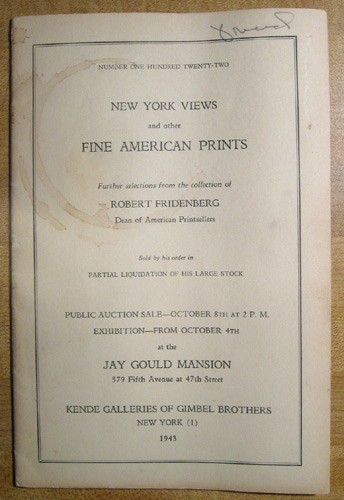 NUMBER ONE HUNDRED TWENTY-TWO
NEW YORK VIEWS
and other
FINE AMERICAN PRINTS
Further selections from the collection of
ROBERT FRIDENBERG
Dean of American Printsellers
Sold by his order in
PARTIAL LIQUIDATION OF HIS LARGE STOCK
PUBLIC AUCTION SALE—OCTOBER 8TH AT 2 P. M.
EXHIBITION—FROM OCTOBER 4TH
at the
JAY GOULD MANSION
579 Fifth Avenue at 47th Street
KENDE GALLERIES OF GIMBEL BROTHERS
NEW YORK (1)
1943